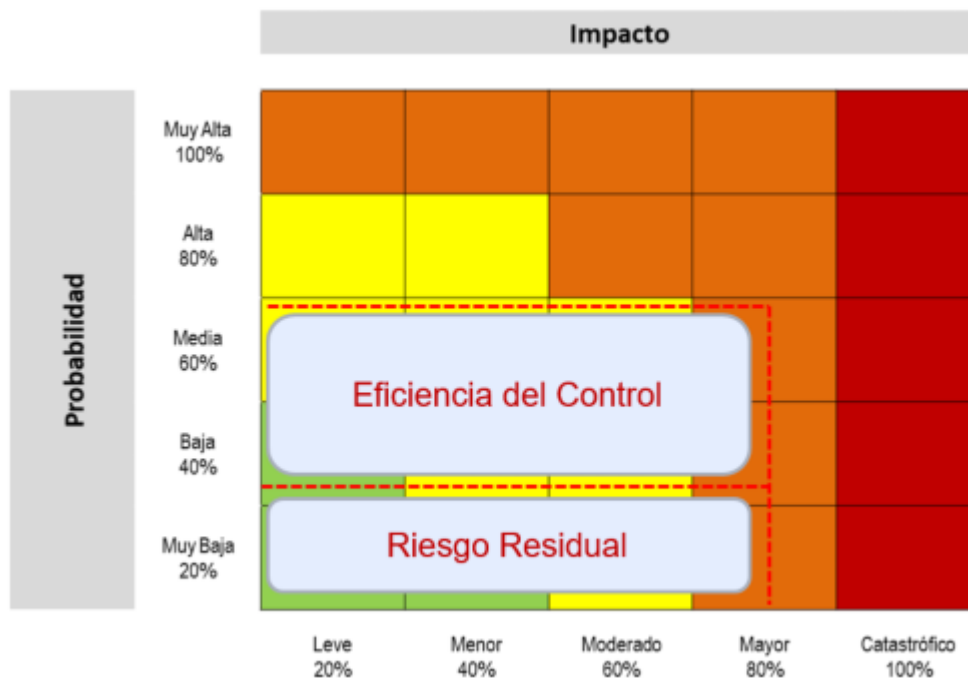 Impacto
Probabilidad
Muy Alta
100%
Alta
80%
Media
60%
Baja
40%
Muy Baja
20%
Eficiencia del Control
Riesgo Residual
Leve
20%
Menor
40%
Moderado
60%
Mayor
80%
Catastrófico
100%